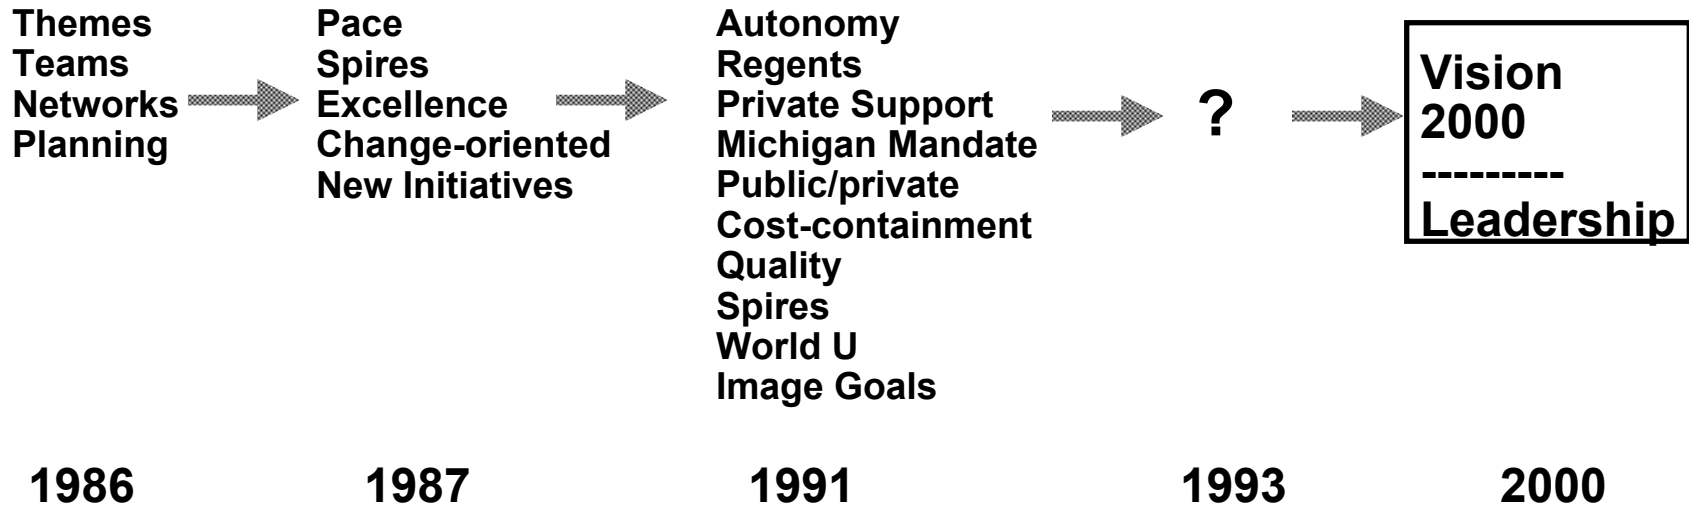 Themes
Teams
Networks
Planning
Pace
Spires
Excellence
Change-oriented
New Initiatives
Autonomy
Regents
Private Support
Michigan Mandate
Public/private
Cost-containment
Quality
Spires
World U
Image Goals
?
Vision
2000
---------
Leadership
1986
1987
1991
1993
2000